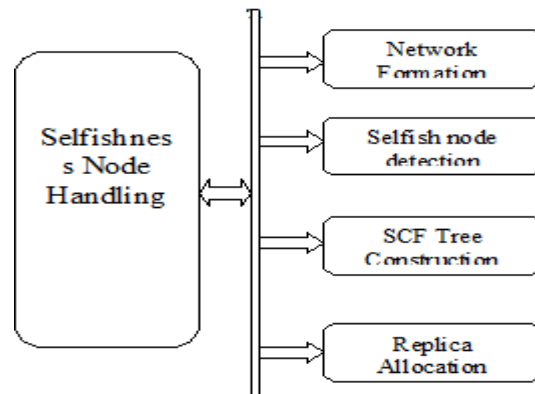 Selfishnes
s Node
Handling
Network
Formation
Selfish node
detection
SCF Tree
Construction
Replica
Allocation